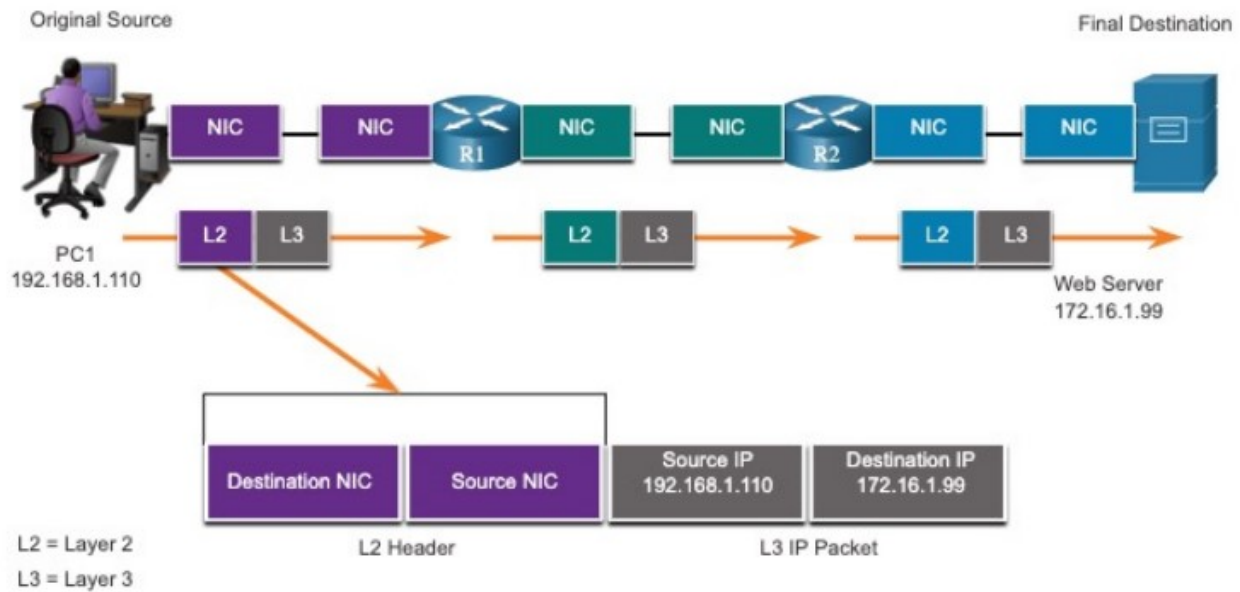 Original Source
Final Destination
NIC
NIC
R1
NIC
NIC
R2
NIC
NIC
L2 L3
L2 L3
L2 L3
PC1
192.168.1.110
Web Server
172.16.1.99
Destination NIC
Source NIC
Source IP
192.168.1.110
Destination IP
172.16.1.99
L2 = Layer 2
L2 Header
L3 IP Packet
L3 = Layer 3